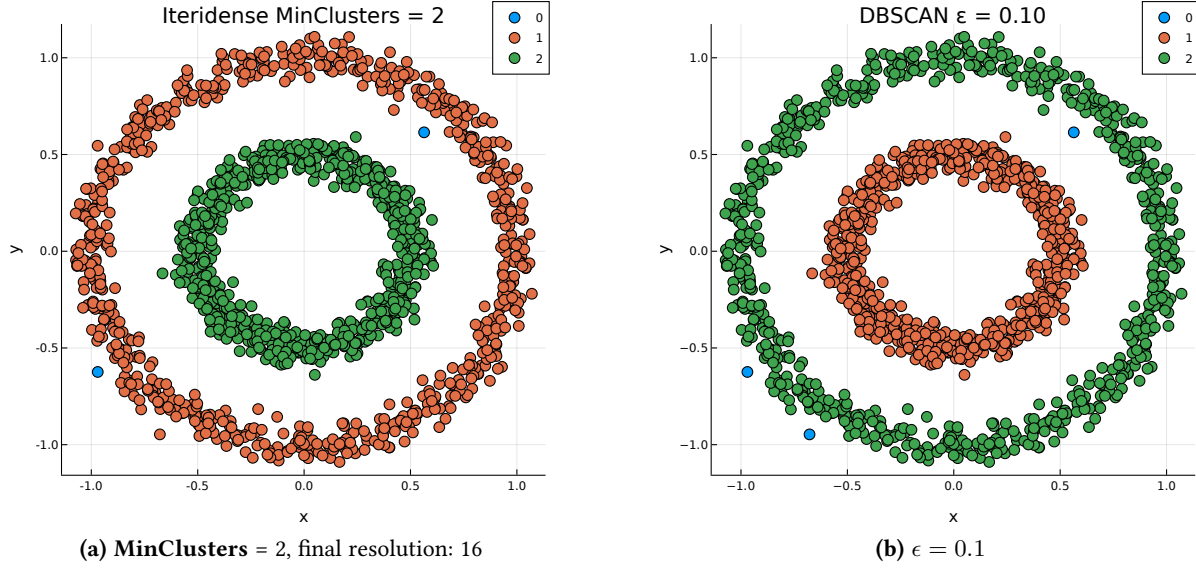 Iteridense MinClusters = 2
0
1
2
1.0
0.5
0.0
-0.5
-1.0
y
-1.0 -0.5 0.0 0.5 1.0
x
(a) MinClusters = 2, final resolution: 16
DBSCAN ε = 0.10
0
1
2
1.0
0.5
0.0
−0.5
−1.0
y
−1.0 −0.5 0.0 0.5 1.0
x
(b) ϵ = 0.1